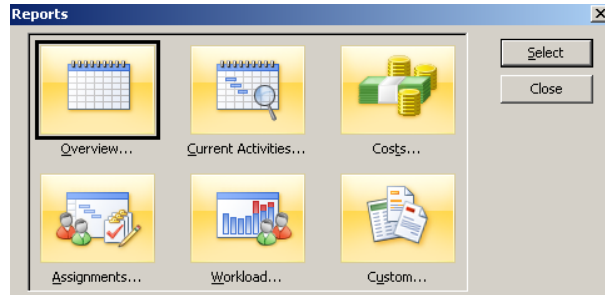 Reports
Select
Close
Overview...
Current Activities...
Costs...
Assignments...
Workload...
Custom...